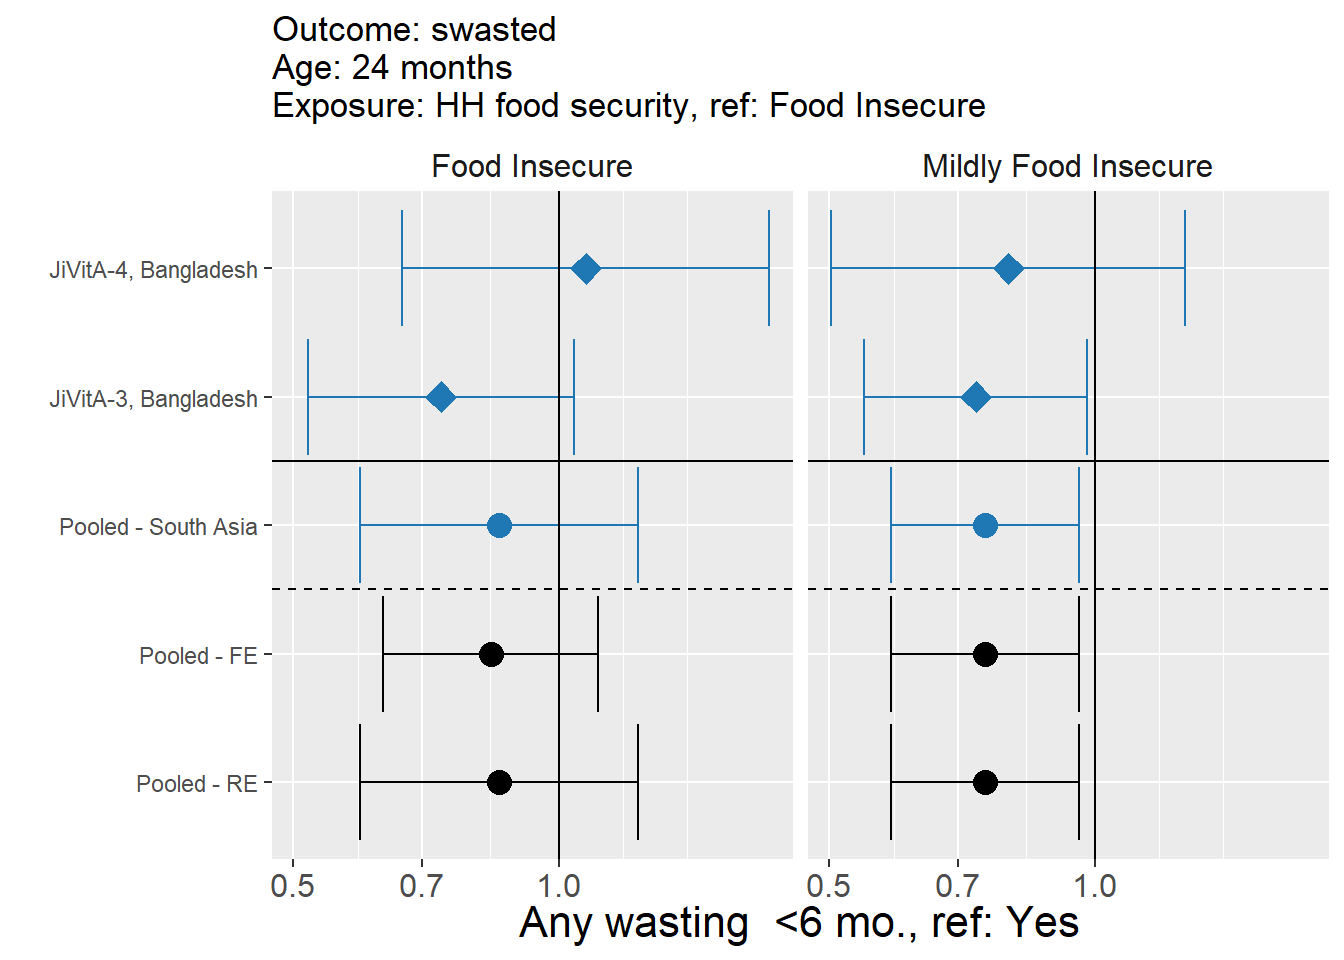 Outcome: swasted
Age: 24 months
Exposure: HH food security, ref: Food Insecure
Food Insecure
Mildly Food Insecure
JiVitA-4, Bangladesh
JiVitA-3, Bangladesh
Pooled - South Asia
Pooled - FE
Pooled - RE
0.5 0.7 1.0
0.5 0.7 1.0
Any wasting <6 mo., ref: Yes